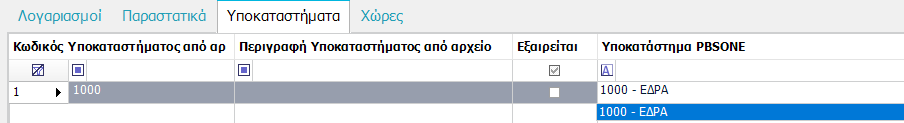 Λογαριασμοί Παραστατικά Υποκαταστήματα Χώρες
Κωδικός Υποκαταστήματος από αρ Περιγραφή Υποκαταστήματος από αρχείο Εξαιρείται Υποκατάστημα PBSONE
A
1 1000 1000 - ΕΔΡΑ
1000 - ΕΔΡΑ